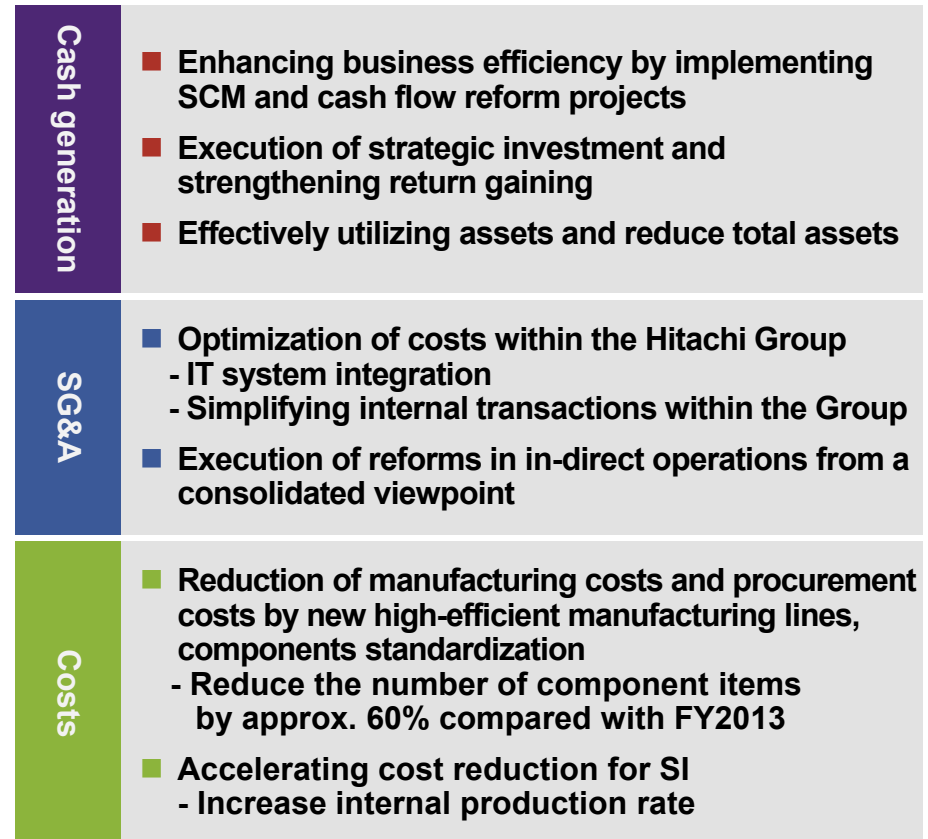 Cash generation
■ Enhancing business efficiency by implementing
SCM and cash flow reform projects
■ Execution of strategic investment and
strengthening return gaining
■ Effectively utilizing assets and reduce total assets
SG&A
■ Optimization of costs within the Hitachi Group
- IT system integration
- Simplifying internal transactions within the Group
■ Execution of reforms in in-direct operations from a
consolidated viewpoint
Costs
■ Reduction of manufacturing costs and procurement
costs by new high-efficient manufacturing lines,
components standardization
- Reduce the number of component items
by approx. 60% compared with FY2013
■ Accelerating cost reduction for SI
- Increase internal production rate